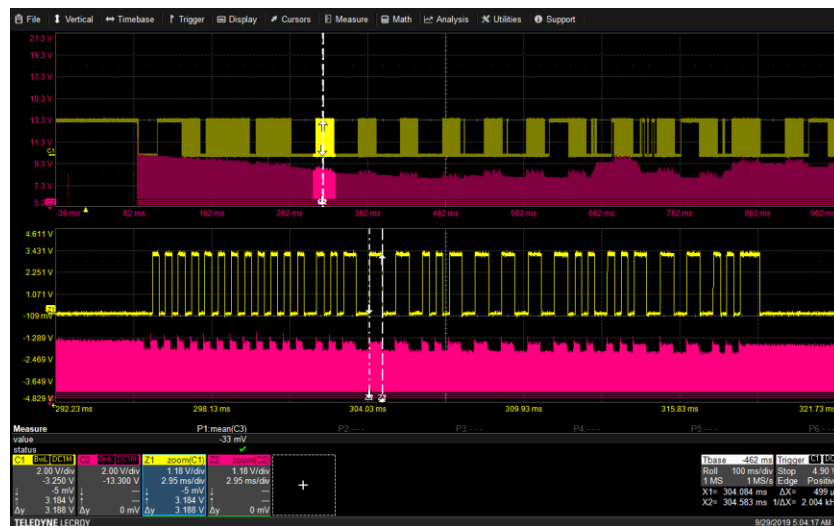 File Vertical Timebase Trigger Display Cursors Measure Math Analysis Utilities Support
21.3 V
19.3 V
17.3 V
15.3 V
13.3 V
11.3 V
C1
9.3 V
7.3 V
5.3 V
-38 ms 62 ms 162 ms 262 ms 362 ms 462 ms 562 ms 662 ms 762 ms 862 ms 962 ms
4.611 V
3.431 V
2.251 V
1.071 V
Z1
-109 mV
-1.289 V
-2.469 V
-3.649 V
-4.829 V
292.23 ms 298.13 ms 304.03 ms 309.93 ms 315.83 ms 321.73 ms
Measure P1:mean(C3) P2:- - - P3:- - - P4:- - - P5:- - - P6:- - -
value -33 mV
status
C1 BwL DC1M C2 BwL DC1M Z1 zoom(C1) Z2 zoom(C2) Tbase -462 ms Trigger C1
2.00 V/div 2.00 V/div 1.18 V/div 1.18 V/div Roll 100 ms/div Stop 4.90
-3.250 V -13.300 V 2.95 ms/div 2.95 ms/div 1 MS 1 MS/s Edge Positive
-5 mV --- -5 mV --- X1= 304.084 ms ΔX= 499
3.184 V --- 3.184 V --- X2= 304.583 ms 1/ΔX= 2.004 kH
Δy 3.188 V Δy 0 mV Δy 3.188 V Δy 0 mV
TELEDYNE LECROY 9/29/2019 5:04:17 AM